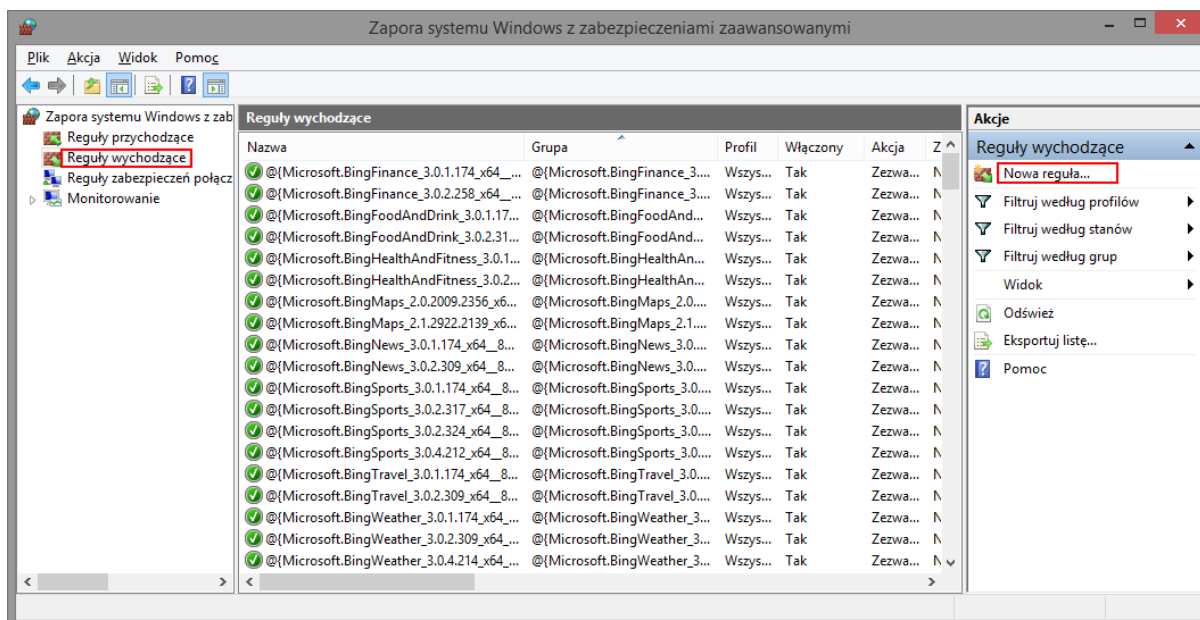 Zapora systemu Windows z zabezpieczeniami zaawansowanymi
Plik Akcja Widok Pomoc
Zapora systemu Windows z zab
Reguły przychodzące
Reguły wychodzące
Reguły zabezpieczeń połącz
Monitorowanie
Reguły wychodzące
Nazwa Grupa Profil Włączony Akcja Z
@{Microsoft.BingFinance_3.0.1.174_x64__... @{Microsoft.BingFinance_3.... Wszys... Tak Zezwa... N
@{Microsoft.BingFinance_3.0.2.258_x64__... @{Microsoft.BingFinance_3.... Wszys... Tak Zezwa... N
@{Microsoft.BingFoodAndDrink_3.0.1.17... @{Microsoft.BingFoodAnd... Wszys... Tak Zezwa... N
@{Microsoft.BingFoodAndDrink_3.0.2.31... @{Microsoft.BingFoodAnd... Wszys... Tak Zezwa... N
@{Microsoft.BingHealthAndFitness_3.0.1... @{Microsoft.BingHealthAn... Wszys... Tak Zezwa... N
@{Microsoft.BingHealthAndFitness_3.0.2... @{Microsoft.BingHealthAn... Wszys... Tak Zezwa... N
@{Microsoft.BingMaps_2.0.2009.2356_x6... @{Microsoft.BingMaps_2.0.... Wszys... Tak Zezwa... N
@{Microsoft.BingMaps_2.1.2922.2139_x6... @{Microsoft.BingMaps_2.1.... Wszys... Tak Zezwa... N
@{Microsoft.BingNews_3.0.1.174_x64__8... @{Microsoft.BingNews_3.0.... Wszys... Tak Zezwa... N
@{Microsoft.BingNews_3.0.2.309_x64__8... @{Microsoft.BingNews_3.0.... Wszys... Tak Zezwa... N
@{Microsoft.BingSports_3.0.1.174_x64__8... @{Microsoft.BingSports_3.0.... Wszys... Tak Zezwa... N
@{Microsoft.BingSports_3.0.2.317_x64__8... @{Microsoft.BingSports_3.0.... Wszys... Tak Zezwa... N
@{Microsoft.BingSports_3.0.2.324_x64__8... @{Microsoft.BingSports_3.0.... Wszys... Tak Zezwa... N
@{Microsoft.BingSports_3.0.4.212_x64__8... @{Microsoft.BingSports_3.0.... Wszys... Tak Zezwa... N
@{Microsoft.BingTravel_3.0.1.174_x64__8... @{Microsoft.BingTravel_3.0.... Wszys... Tak Zezwa... N
@{Microsoft.BingTravel_3.0.2.309_x64__8... @{Microsoft.BingTravel_3.0.... Wszys... Tak Zezwa... N
@{Microsoft.BingWeather_3.0.1.174_x64_... @{Microsoft.BingWeather_3... Wszys... Tak Zezwa... N
@{Microsoft.BingWeather_3.0.2.309_x64_... @{Microsoft.BingWeather_3... Wszys... Tak Zezwa... N
@{Microsoft.BingWeather_3.0.4.214_x64_... @{Microsoft.BingWeather_3... Wszys... Tak Zezwa... N
Akcje
Reguły wychodzące
Nowa reguła...
Filtruj według profilów
Filtruj według stanów
Filtruj według grup
Widok
Odśwież
Eksportuj listę...
Pomoc